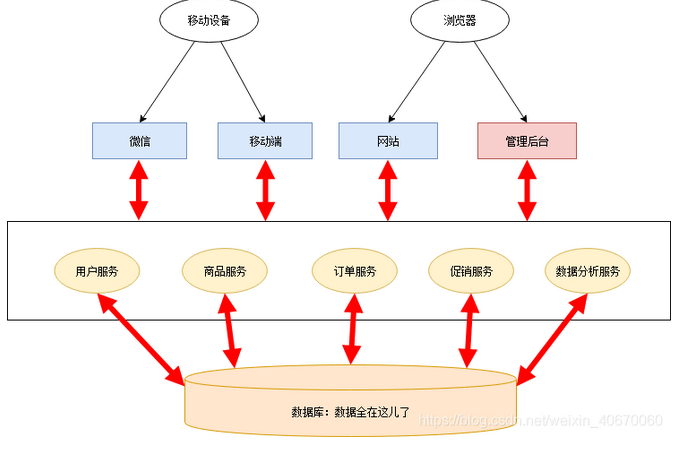 移动设备
浏览器
微信
移动端
网站
管理后台
用户服务
商品服务
订单服务
促销服务
数据分析服务
数据库：数据全在这儿了
https://blog.csdn.net/weixin_40670060